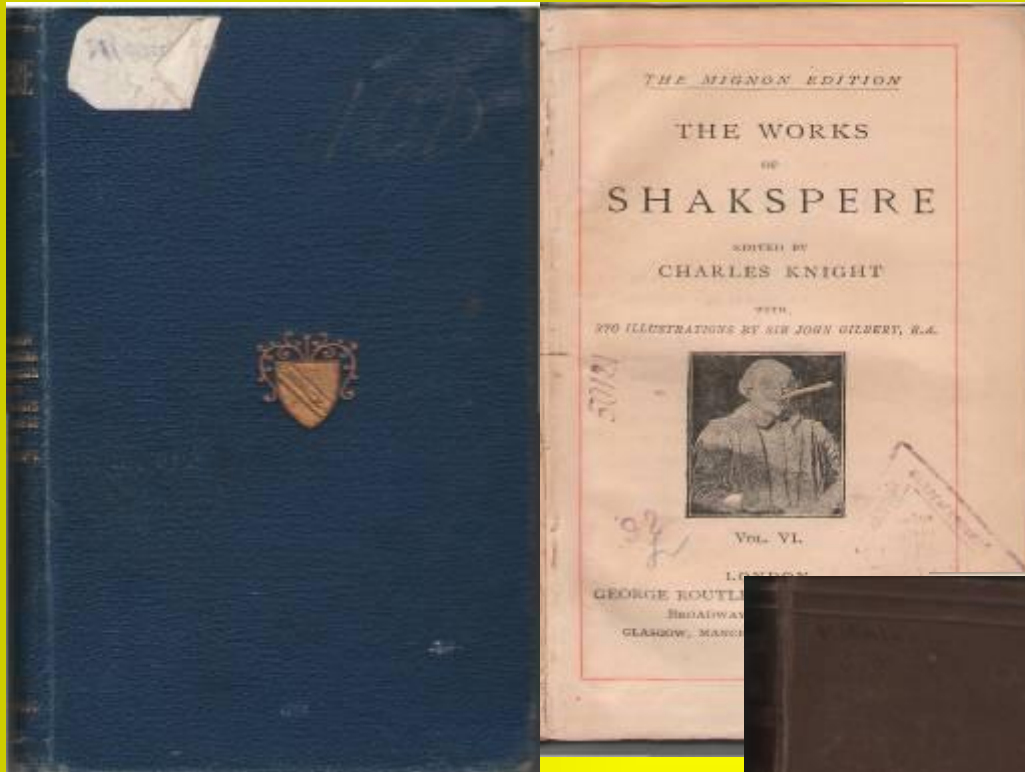 THE MIGNON EDITION
THE WORKS
OF
SHAKSPERE
EDITED BY
CHARLES KNIGHT
WITH
370 ILLUSTRATIONS BY SIR JOHN GILBERT, R.A.
VOL. VI.
LONDON
GEORGE ROUTL
BROADWAY
GLASGOW, MANC